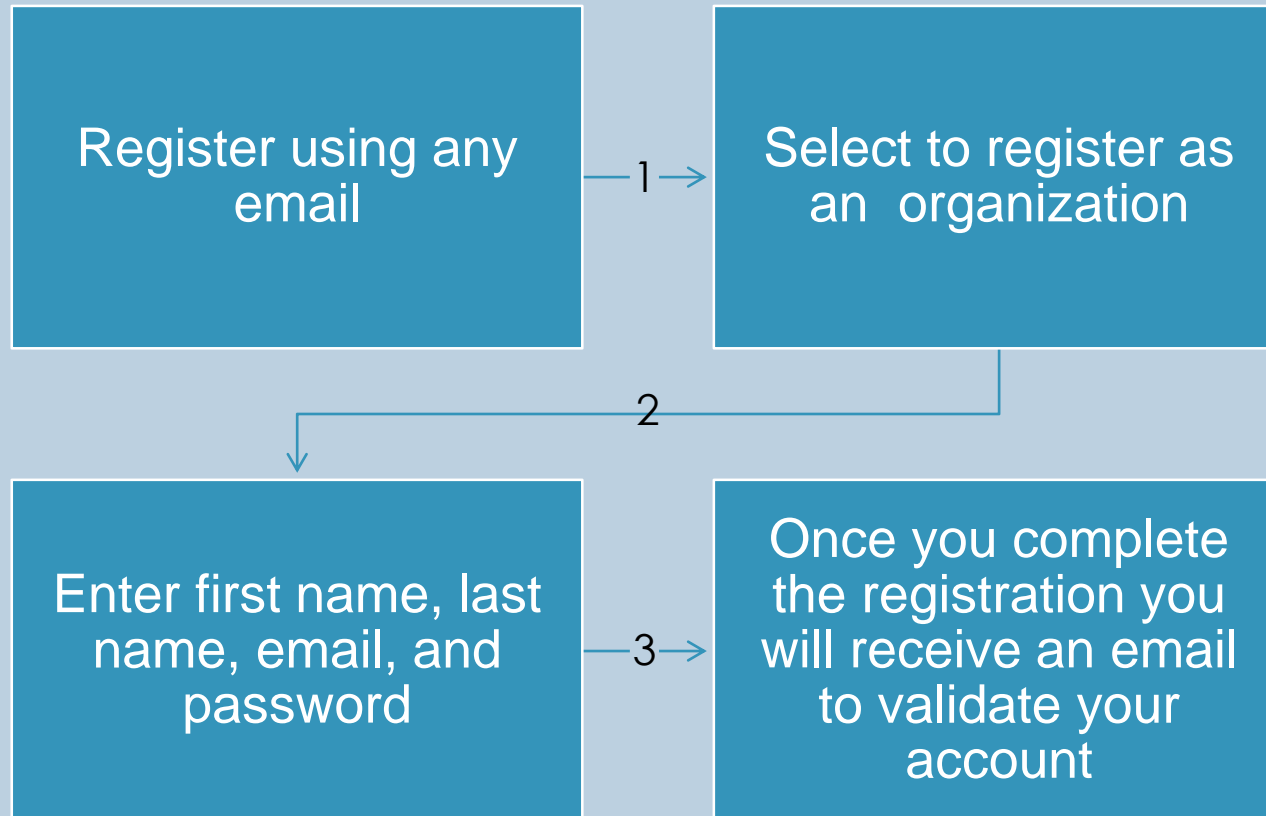 Register using any
email
1
Select to register as
an  organization
2
Enter first name, last
name, email, and
password
3
Once you complete
the registration you
will receive an email
to validate your
account